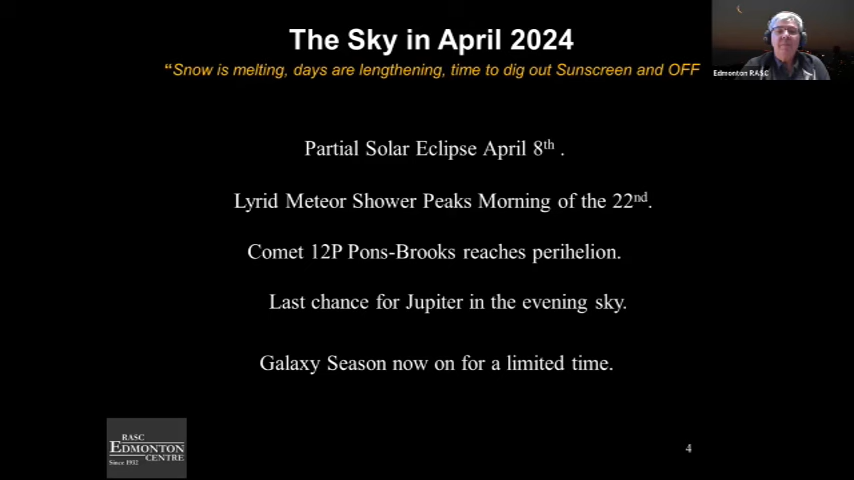 The Sky in April 2024
“Snow is melting, days are lengthening, time to dig out Sunscreen and OFF
Edmonton RASC
Partial Solar Eclipse April 8th .
Lyrid Meteor Shower Peaks Morning of the 22nd.
Comet 12P Pons-Brooks reaches perihelion.
Last chance for Jupiter in the evening sky.
Galaxy Season now on for a limited time.
RASC
EDMONTON
CENTRE
Since 1932
4